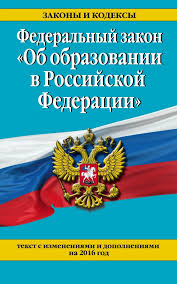 ЗАКОНЫ И КОДЕКСЫ
Федеральный закон
«Об образовании
в Российской
Федерации»
текст с изменениями и дополнениями
на 2016 год